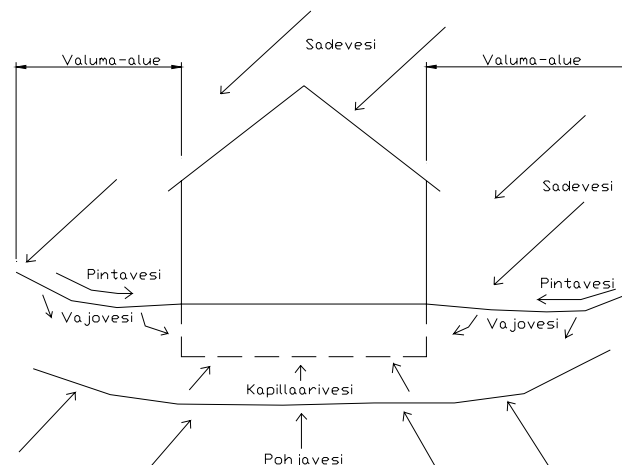 Sadevesi
Valuma-alue
Valuma-alue
Sadevesi
Pintavesi
Pintavesi
Vajovesi
Vajovesi
Kapillaarivesi
Pohjavesi